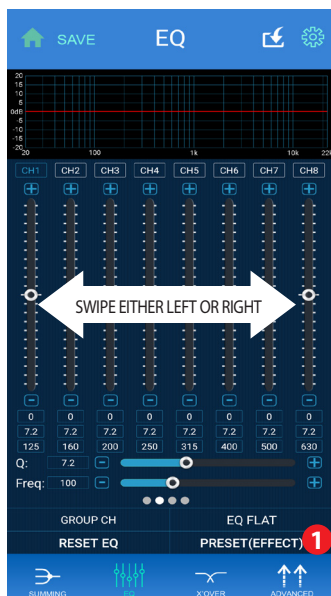 SAVE EQ
20
15
10
5
0dB
-5
-10
-15
-20
20 100 1k 10k 22k
CH1 CH2 CH3 CH4 CH5 CH6 CH7 CH8
SWIPE EITHER LEFT OR RIGHT
0 0 0 0 0 0 0 0
7.2 7.2 7.2 7.2 7.2 7.2 7.2 7.2
125 160 200 250 315 400 500 630
Q: 7.2
Freq: 100
GROUP CH EQ FLAT
RESET EQ PRESET(EFFECT) 1
SUMMING EQ X'OVER ADVANCED